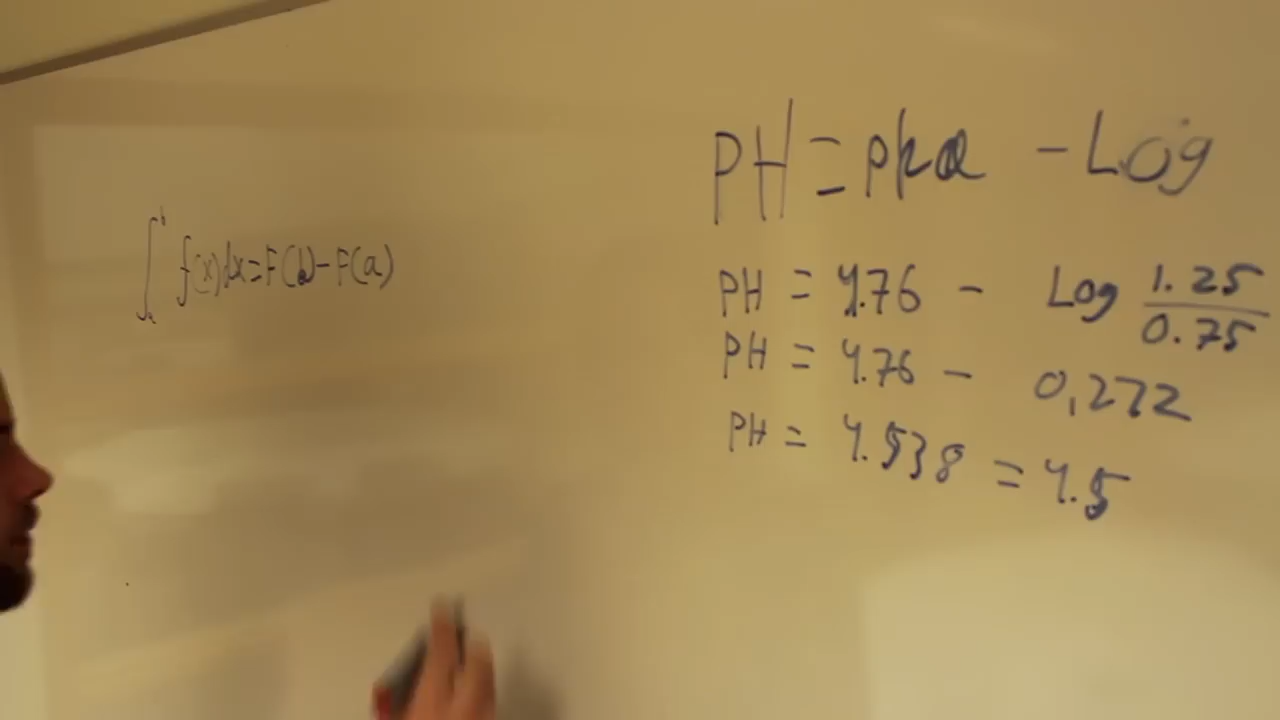 ∫ₐᵇ f(x)dx=F(b)-F(a)
PH = pka - Log
PH = 4.76 - Log 1.25/0.75
PH = 4.76 - 0,272
PH = 4.538 = 4.5